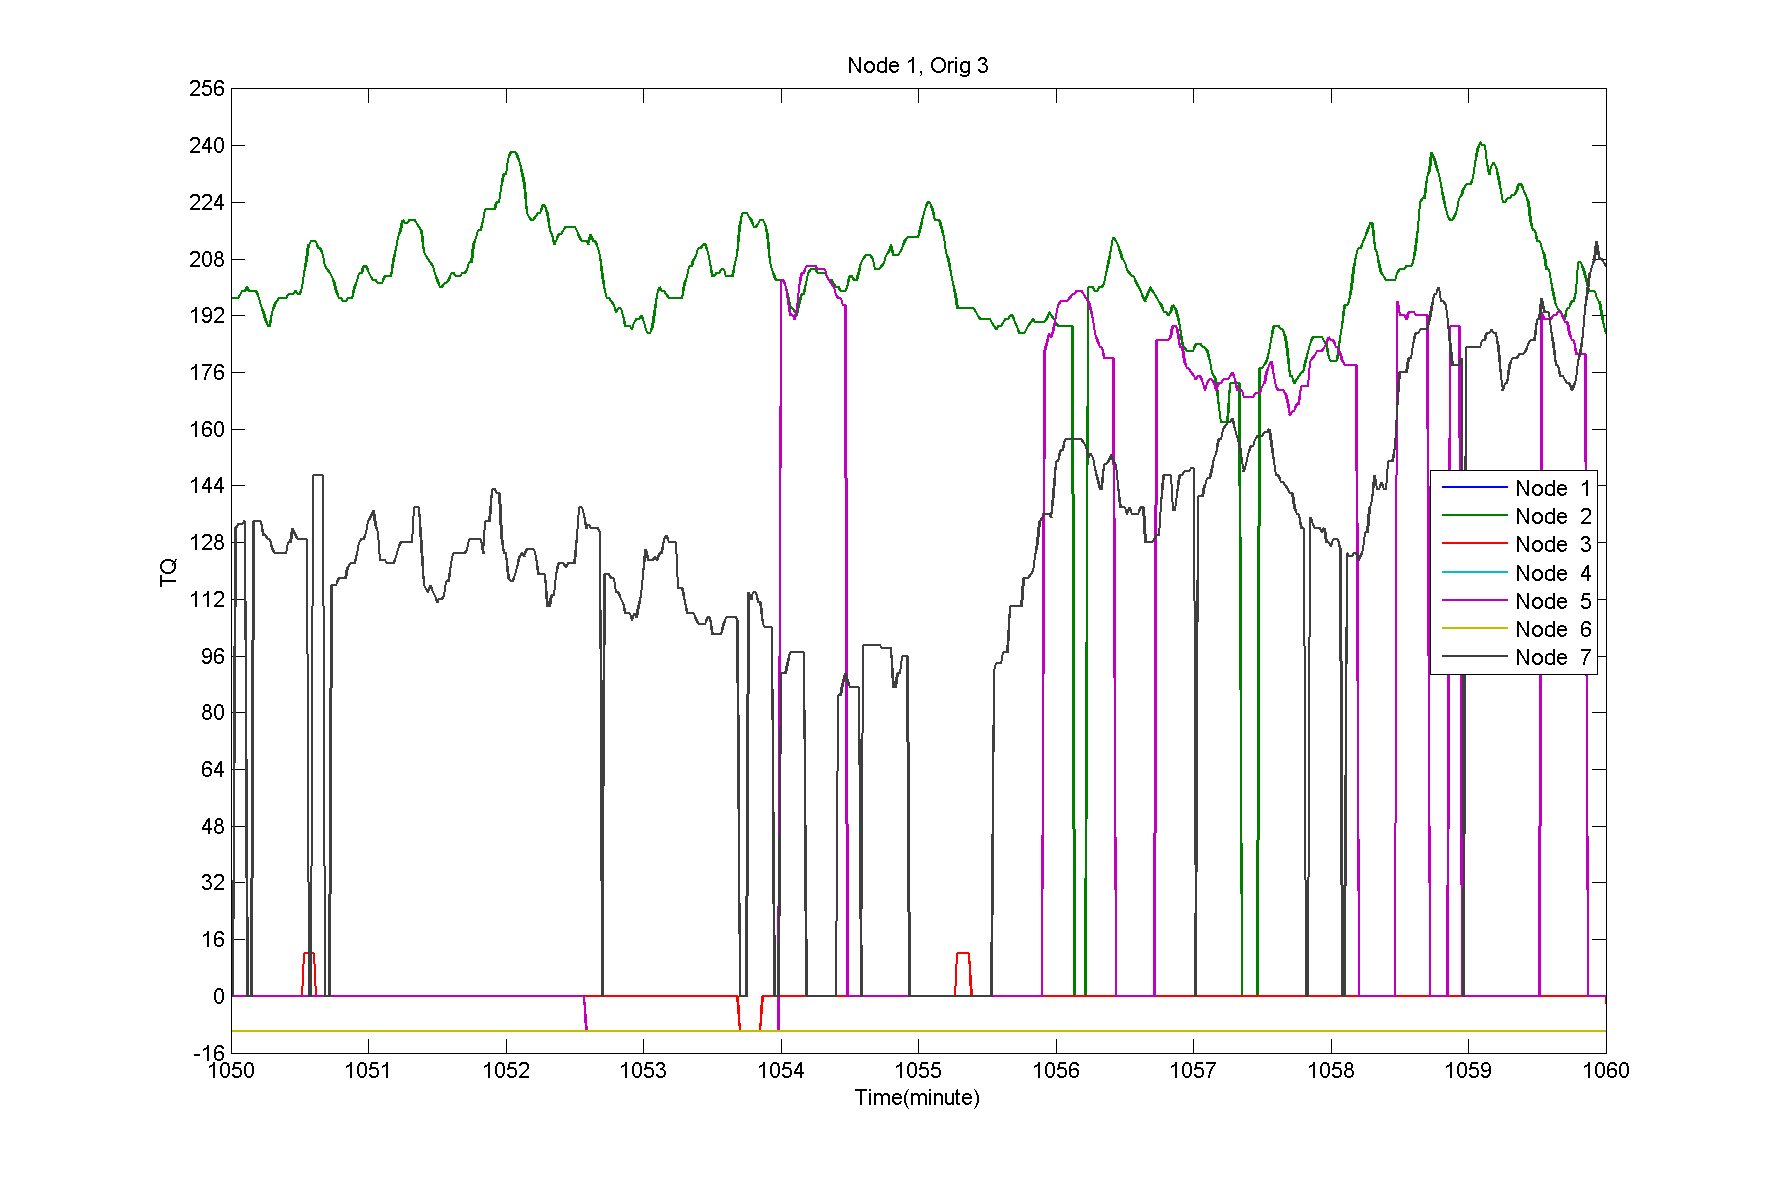 Node 1, Orig 3
256
240
224
208
192
176
160
144
128
112
96
80
64
48
32
16
0
-16
TQ
Node 1
Node 2
Node 3
Node 4
Node 5
Node 6
Node 7
1050 1051 1052 1053 1054 1055 1056 1057 1058 1059 1060
Time(minute)